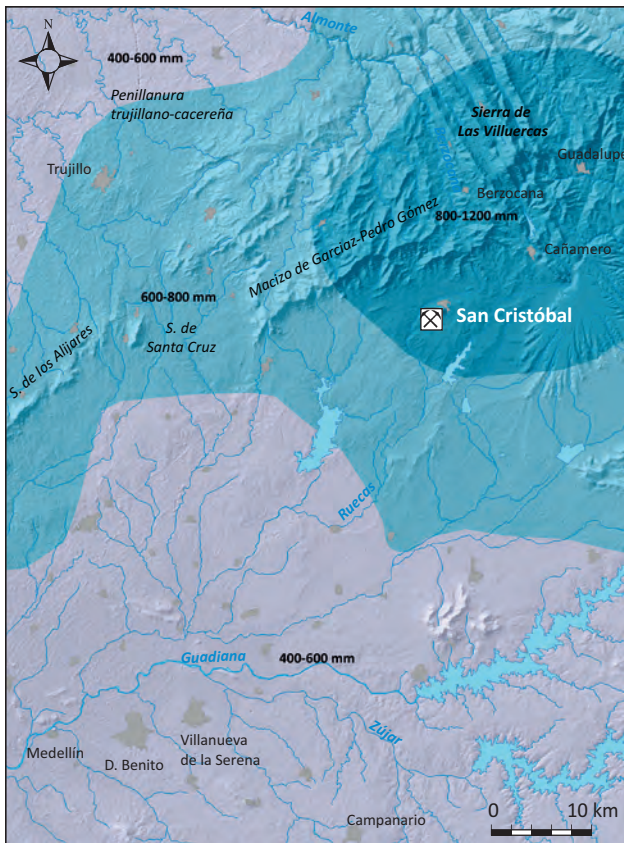 N
Almonte
400-600 mm
Penillanura
trujillano-cacereña
Sierra de
Las Villuercas
Trujillo
Guadalupe
Berzocana
800-1200 mm
Macizo de Garciaz-Pedro Gómez
Cañamero
600-800 mm
San Cristóbal
S. de
Santa Cruz
S. de los Alijares
Ruecas
Guadiana
400-600 mm
Zújar
Medellín
D. Benito
Villanueva
de la Serena
Campanario
0 10 km